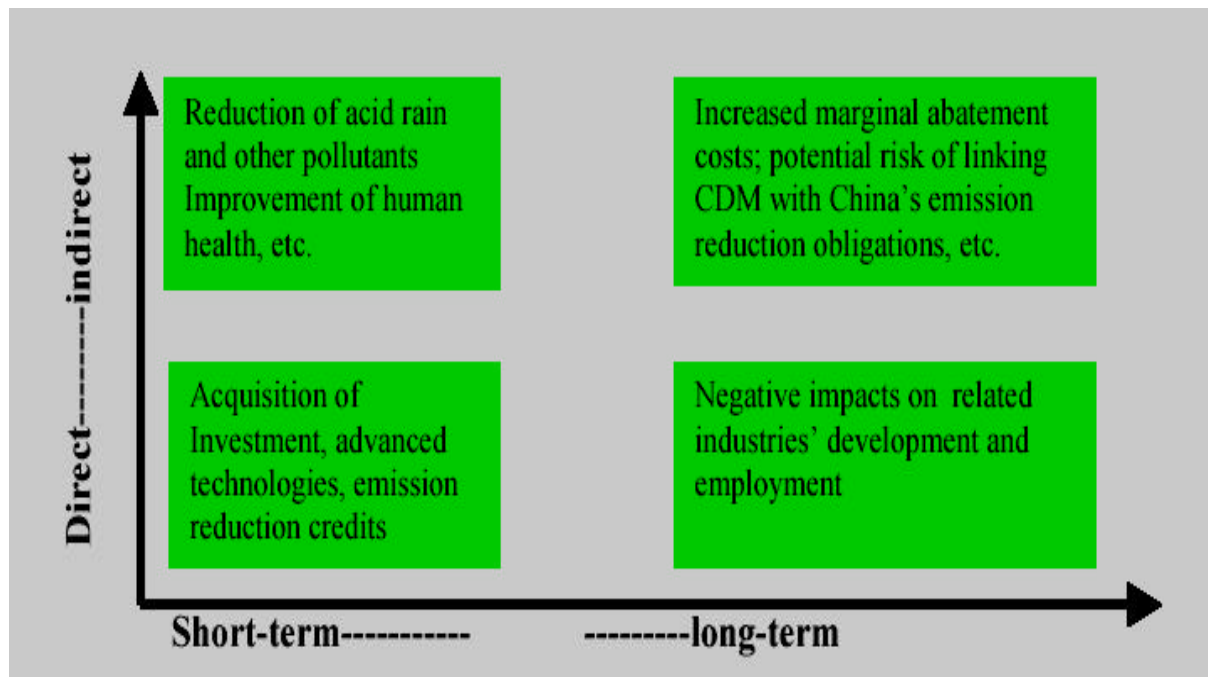 Reduction of acid rain
and other pollutants
Improvement of human
health, etc.
Increased marginal abatement
costs; potential risk of linking
CDM with China's emission
reduction obligations, etc.
Direct--------indirect
Acquisition of
Investment, advanced
technologies, emission
reduction credits
Negative impacts on related
industries' development and
employment
Short-term----------- ---------long-term